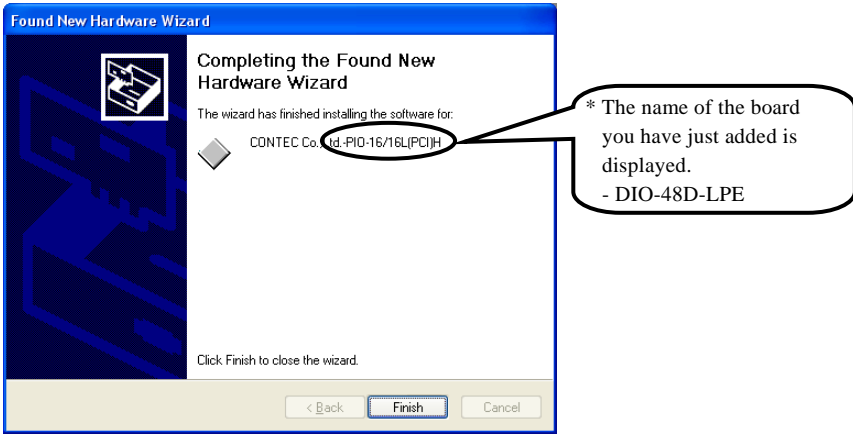 Found New Hardware Wizard
Completing the Found New
Hardware Wizard
The wizard has finished installing the software for:
CONTEC Co., Ltd.-PIO-16/16L(PCI)H
Click Finish to close the wizard.
< Back
Finish
Cancel
* The name of the board
you have just added is
displayed.
- DIO-48D-LPE